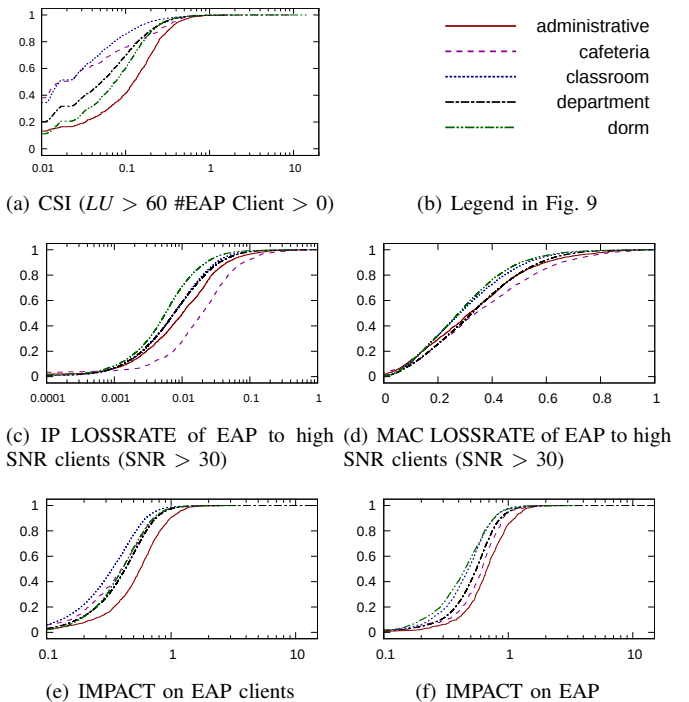 1
0.8
0.6
0.4
0.2
0
0.01 0.1 1 10
administrative
cafeteria
classroom
department
dorm
(a) CSI (LU > 60 #EAP Client > 0)
(b) Legend in Fig. 9
1
0.8
0.6
0.4
0.2
0
0.0001 0.001 0.01 0.1 1
1
0.8
0.6
0.4
0.2
0
0 0.2 0.4 0.6 0.8 1
(c) IP LOSSRATE of EAP to high
SNR clients (SNR > 30)
(d) MAC LOSSRATE of EAP to high
SNR clients (SNR > 30)
1
0.8
0.6
0.4
0.2
0
0.1 1 10
1
0.8
0.6
0.4
0.2
0
0.1 1 10
(e) IMPACT on EAP clients
(f) IMPACT on EAP